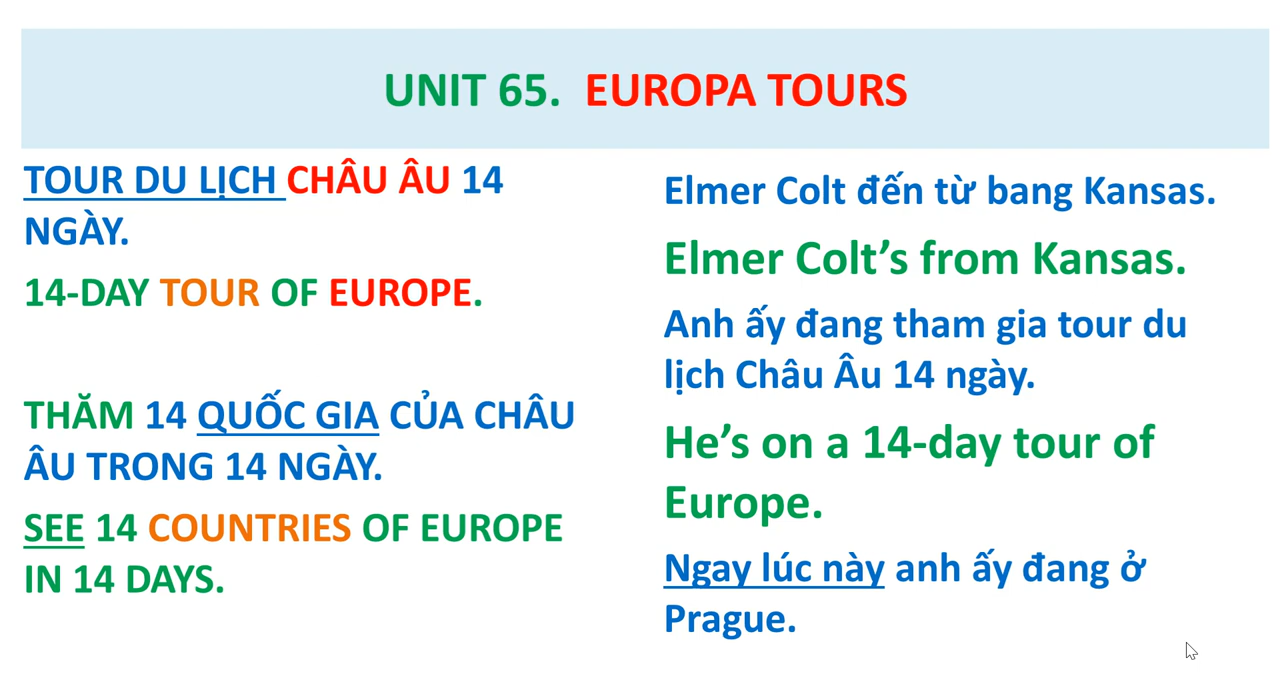 UNIT 65. EUROPA TOURS
TOUR DU LỊCH CHÂU ÂU 14
NGÀY.
14-DAY TOUR OF EUROPE.
THĂM 14 QUỐC GIA CỦA CHÂU
ÂU TRONG 14 NGÀY.
SEE 14 COUNTRIES OF EUROPE
IN 14 DAYS.
Elmer Colt đến từ bang Kansas.
Elmer Colt’s from Kansas.
Anh ấy đang tham gia tour du
lịch Châu Âu 14 ngày.
He’s on a 14-day tour of
Europe.
Ngay lúc này anh ấy đang ở
Prague.